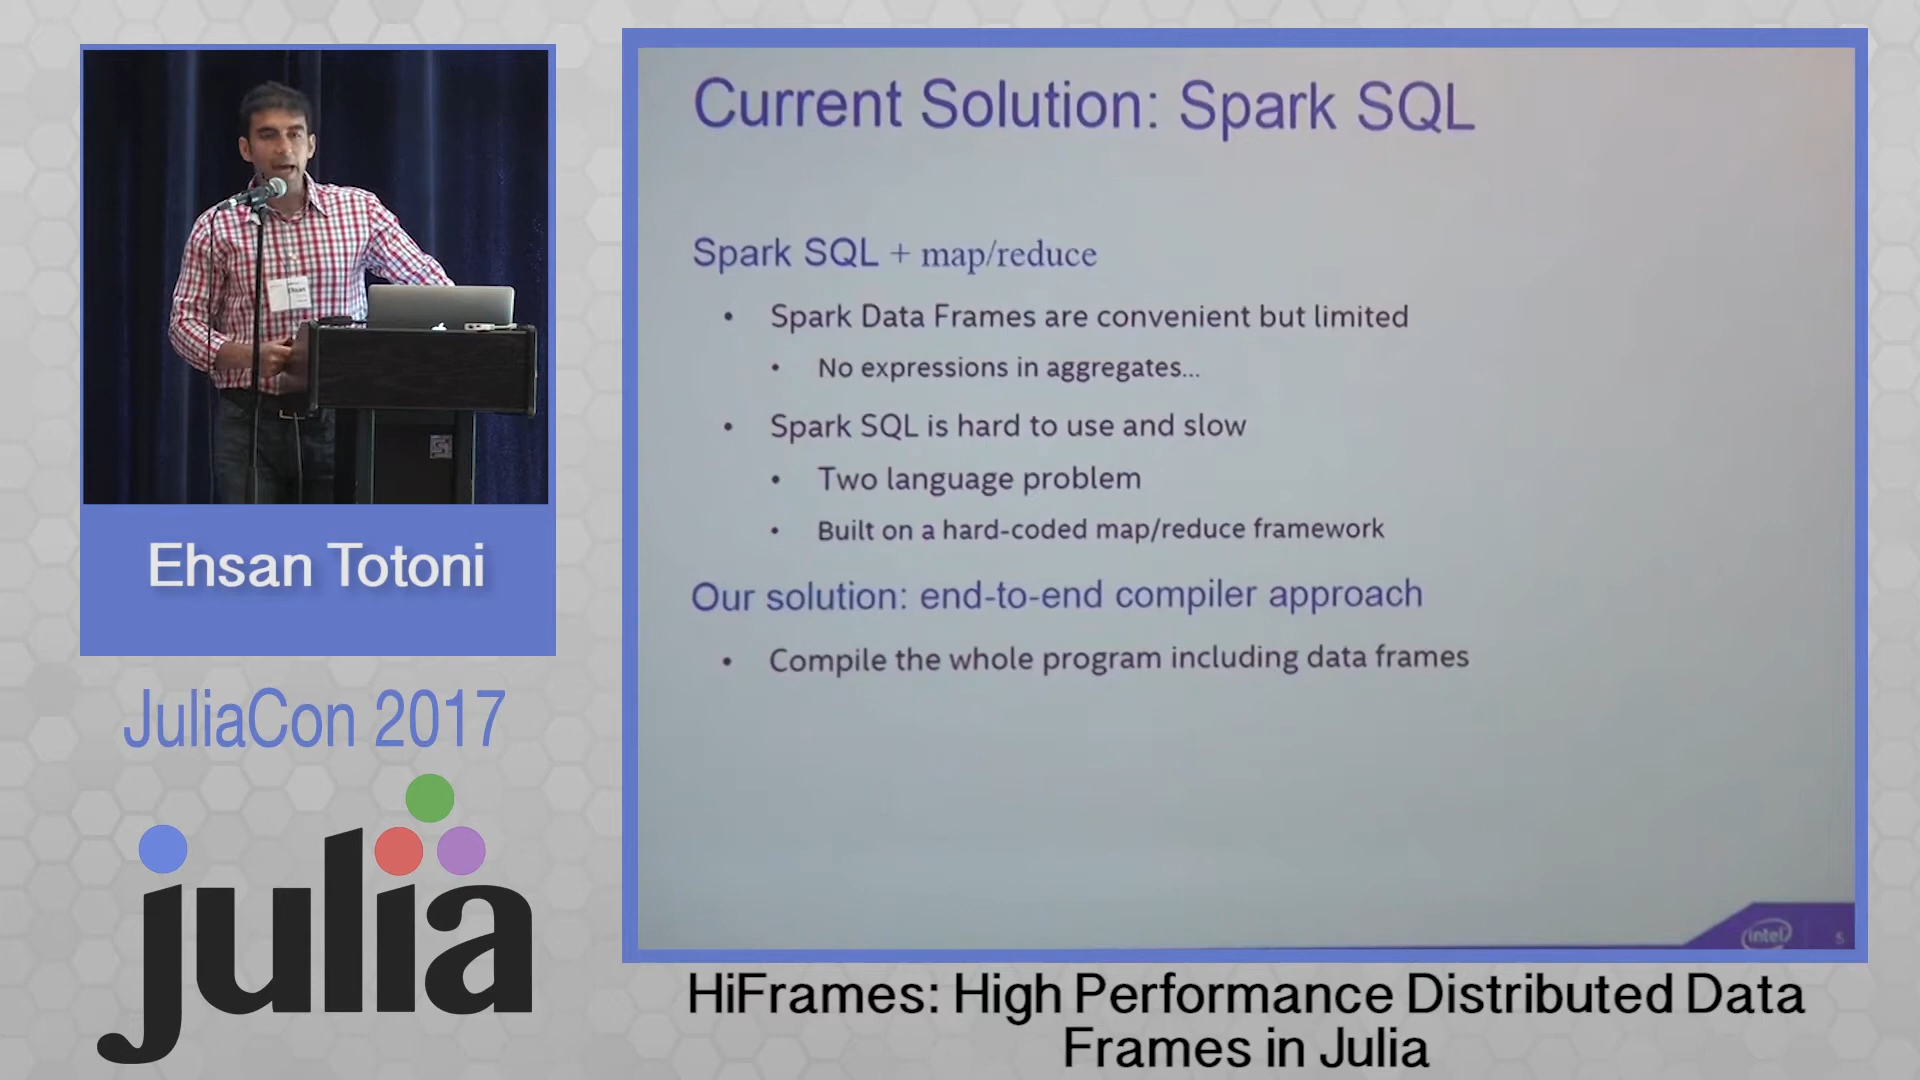 Current Solution: Spark SQL
Spark SQL + map/reduce
• Spark Data Frames are convenient but limited
• No expressions in aggregates...
• Spark SQL is hard to use and slow
• Two language problem
• Built on a hard-coded map/reduce framework
Our solution: end-to-end compiler approach
• Compile the whole program including data frames
intel
5
Ehsan
Ehsan Totoni
JuliaCon 2017
julia
HiFrames: High Performance Distributed Data
Frames in Julia